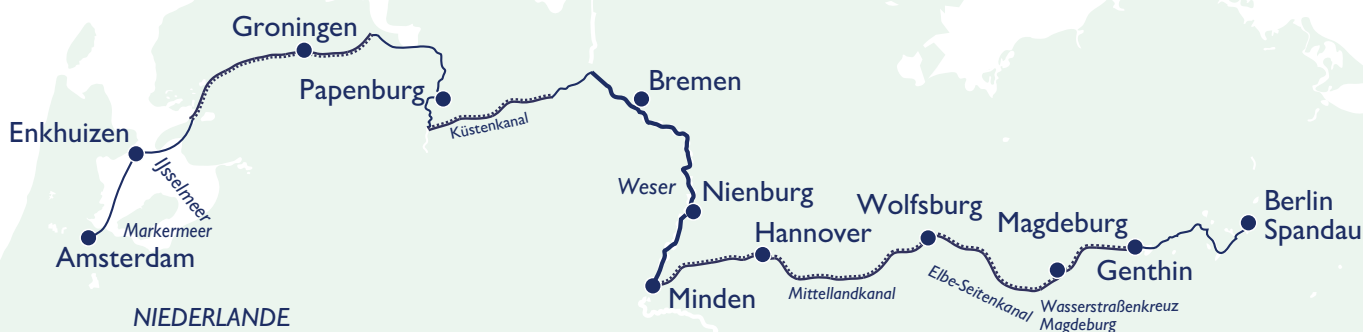 Groningen
Papenburg
Bremen
Küstenkanal
Enkhuizen
IJsselmeer
Weser
Nienburg
Markermeer
Amsterdam
Hannover
Wolfsburg
Magdeburg
Berlin
Spandau
Genthin
Minden
Mittellandkanal
Elbe-Seitenkanal
Wasserstraßenkreuz
Magdeburg
NIEDERLANDE